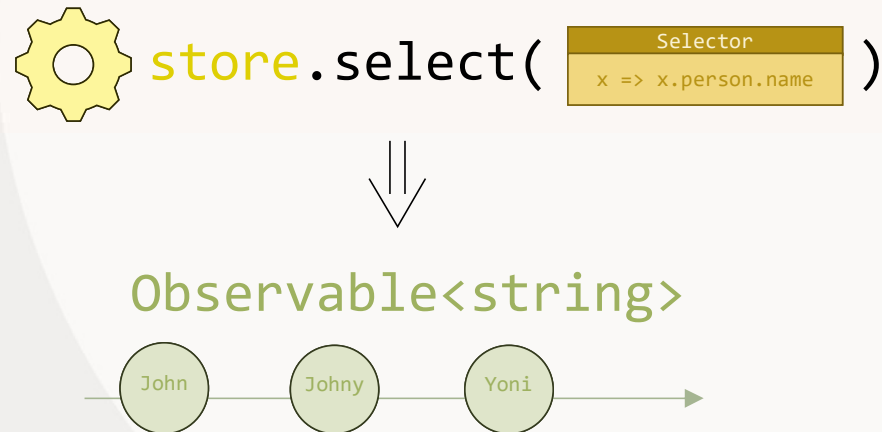 store.select( Selector )
x => x.person.name
Observable<string>
John Johny Yoni